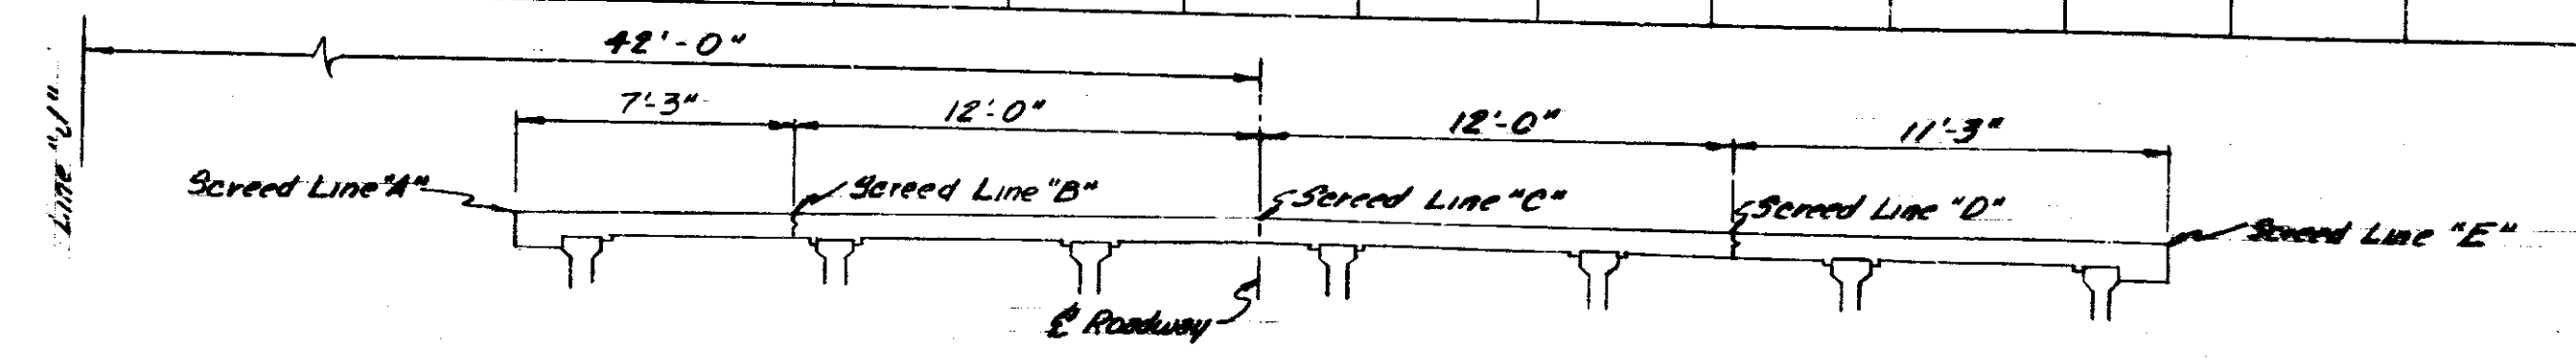 42'-0"
7'-3"
12'-0"
12'-0"
11'-3"
Line "L1"
Screed Line "A"
Screed Line "B"
Screed Line "C"
Screed Line "D"
Screed Line "E"
℄ Roadway